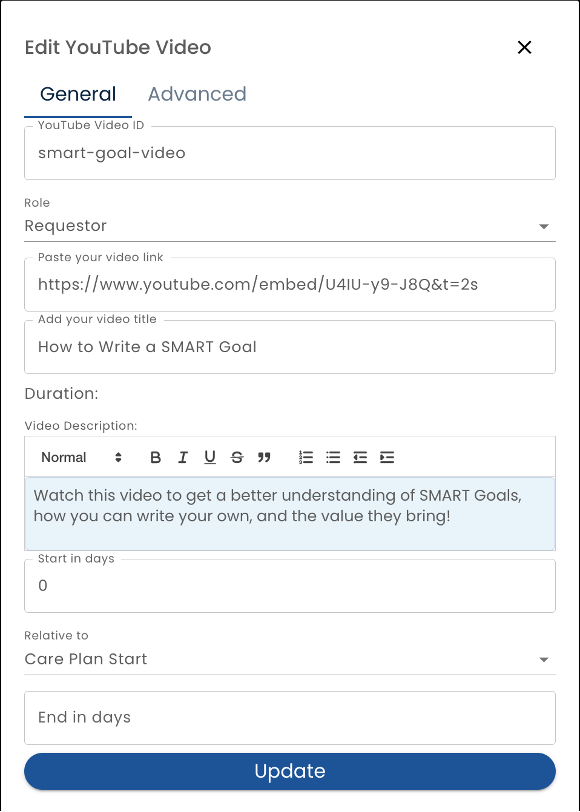 Edit YouTube Video
General Advanced
YouTube Video ID
smart-goal-video
Role
Requestor
Paste your video link
https://www.youtube.com/embed/U4IU-y9-J8Q&t=2s
Add your video title
How to Write a SMART Goal
Duration:
Video Description:
Normal B I U S
Watch this video to get a better understanding of SMART Goals,
how you can write your own, and the value they bring!
Start in days
0
Relative to
Care Plan Start
End in days
Update